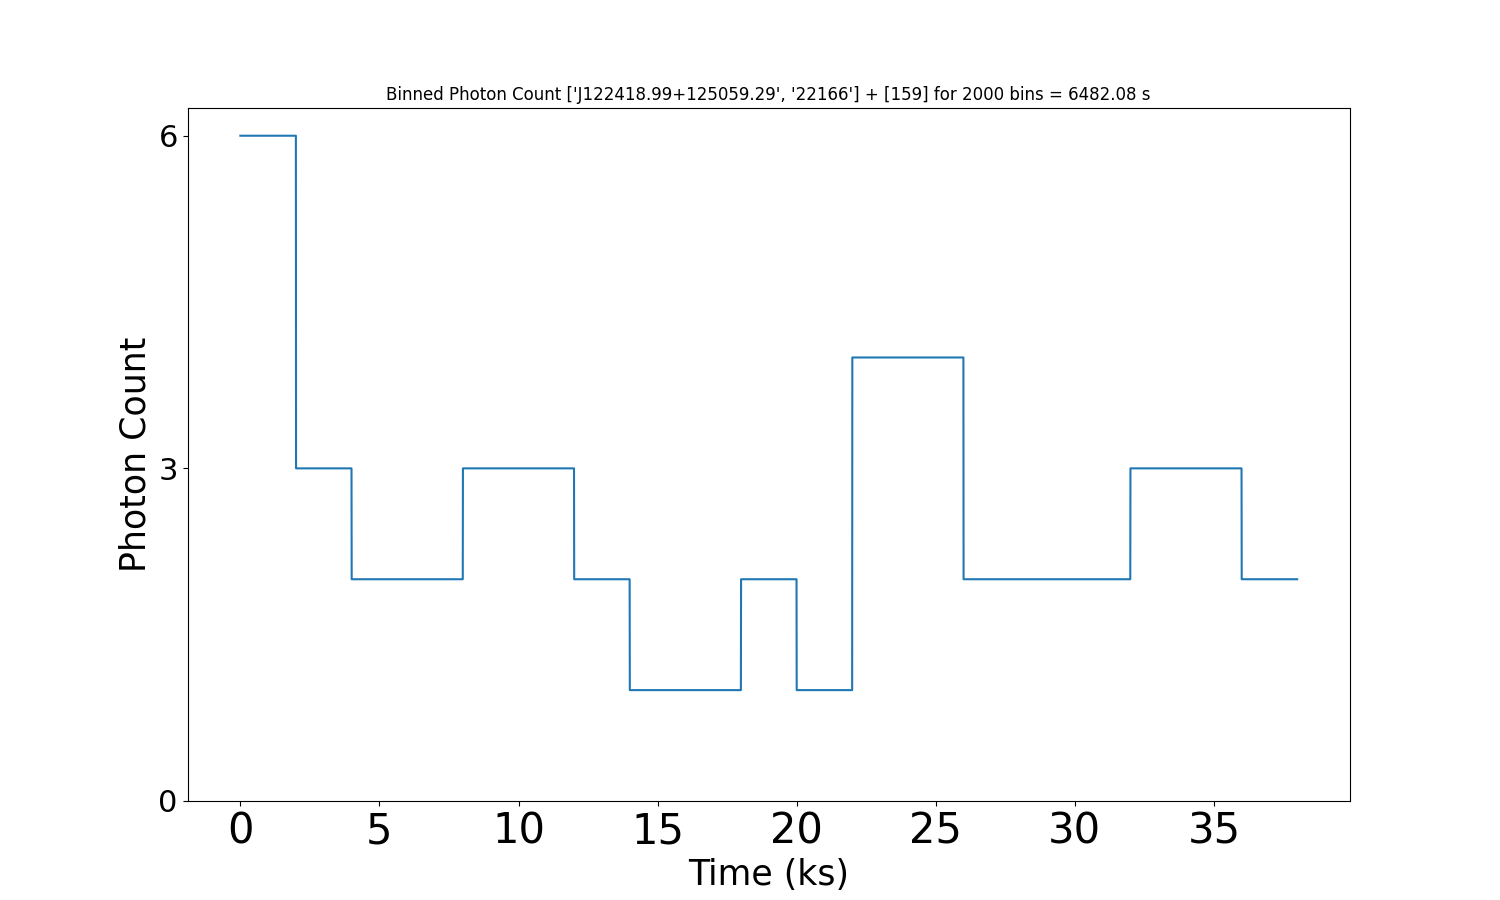 Binned Photon Count ['J122418.99+125059.29', '22166'] + [159] for 2000 bins = 6482.08 s
6
3
0
Photon Count
0 5 10 15 20 25 30 35
Time (ks)